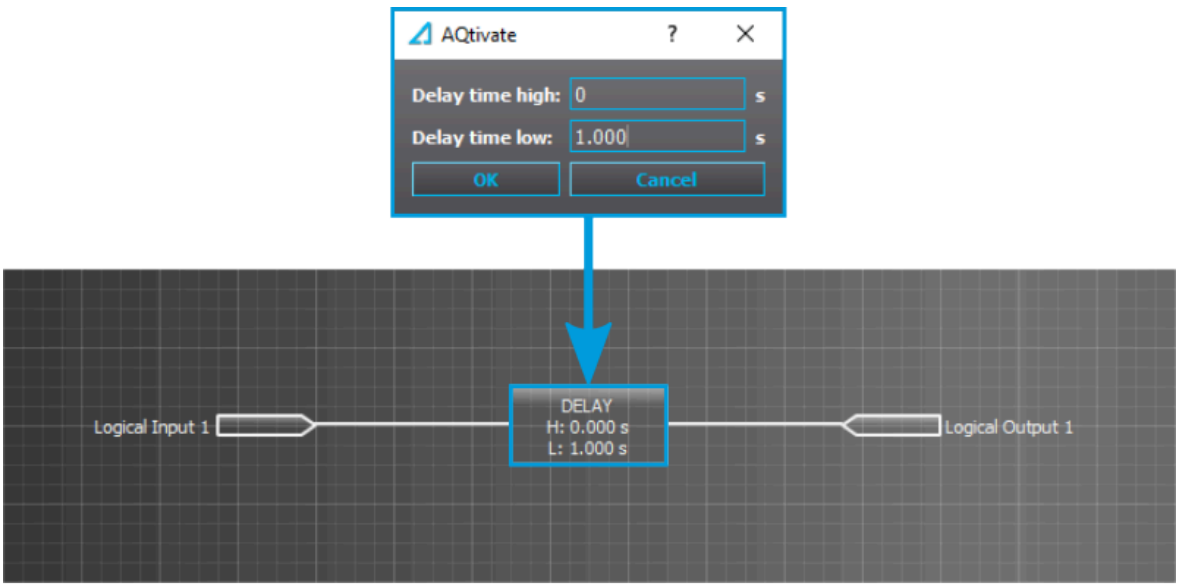 AQtivate ?
Delay time high: 0 s
Delay time low: 1.000 s
OK Cancel
DELAY
H: 0.000 s
L: 1.000 s
Logical Input 1
Logical Output 1